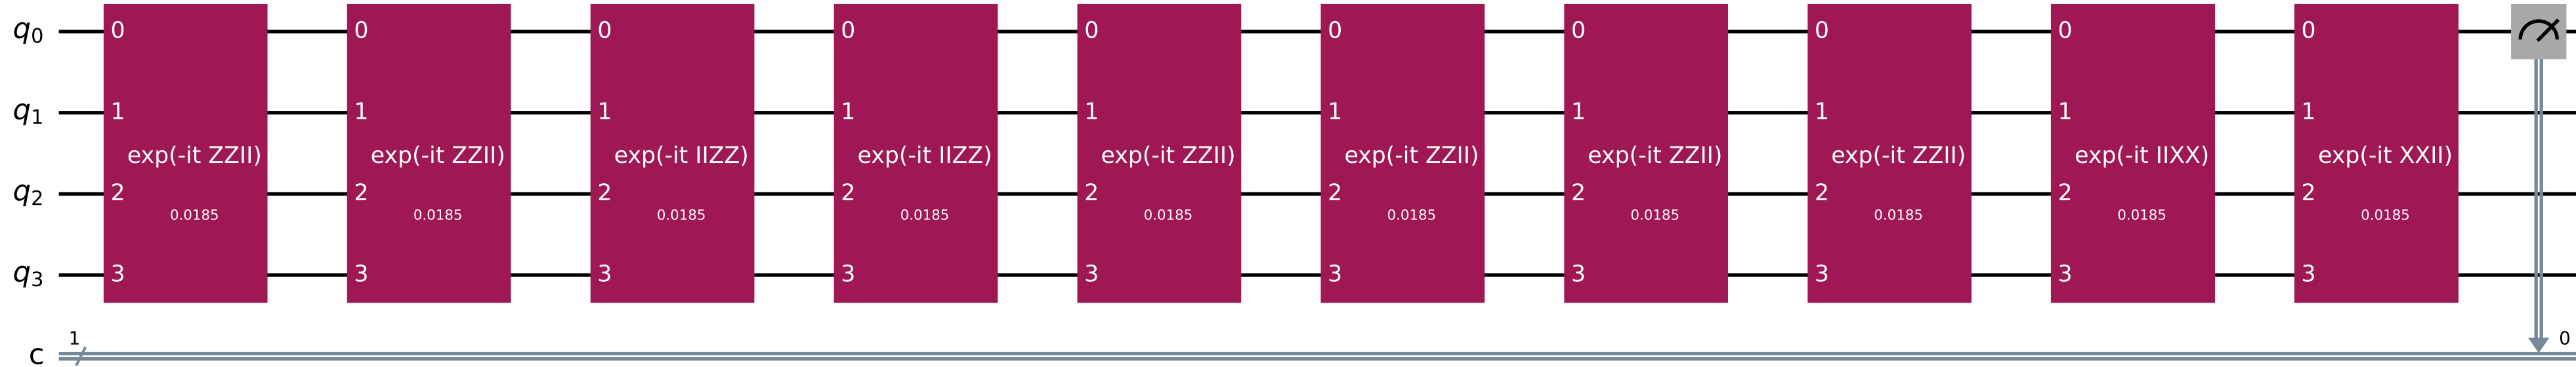 q0 0 0 0 0 0 0 0 0 0 0
q1 1 1 1 1 1 1 1 1 1 1
exp(-it ZZII) exp(-it ZZII) exp(-it IIZZ) exp(-it IIZZ) exp(-it ZZII) exp(-it ZZII) exp(-it ZZII) exp(-it ZZII) exp(-it IIXX) exp(-it XXII)
q2 2 2 2 2 2 2 2 2 2 2
0.0185 0.0185 0.0185 0.0185 0.0185 0.0185 0.0185 0.0185 0.0185 0.0185
q3 3 3 3 3 3 3 3 3 3 3
1 0
c